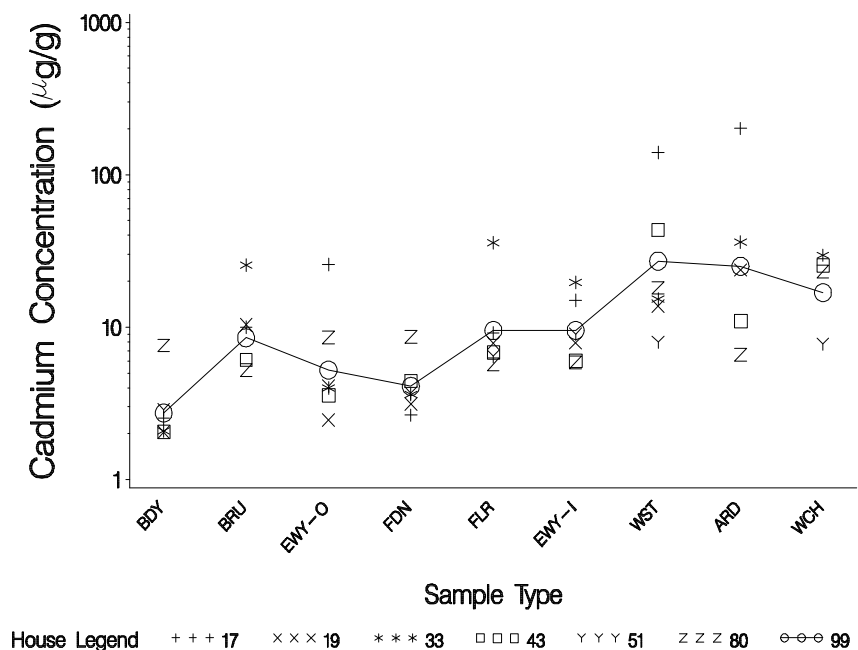 Cadmium Concentration (μg/g)
1000
100
10
1
BDY
BRU
EWY-O
FDN
FLR
EWY-I
WST
ARD
WCH
Sample Type
House Legend 17 19 33 43 51 80 99